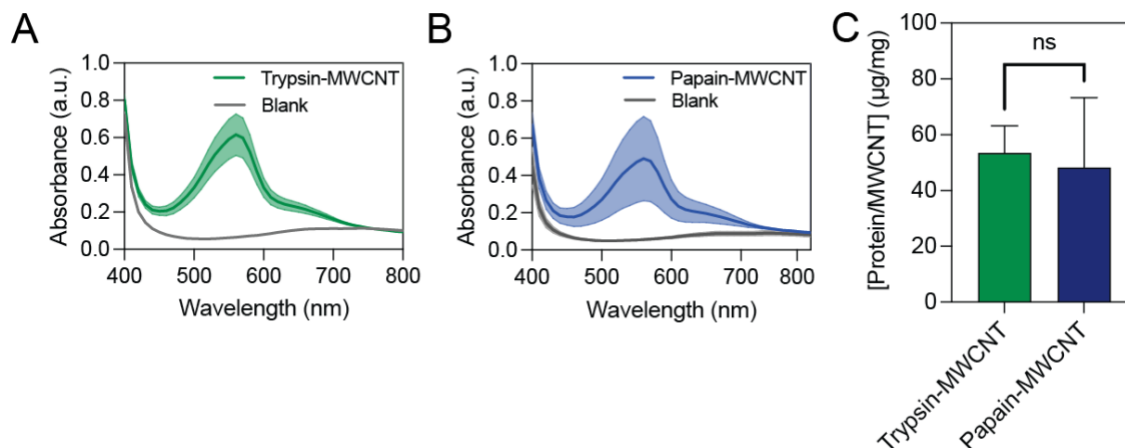 A
Absorbance (a.u.)
1.0
0.8
0.6
0.4
0.2
0.0
Trypsin-MWCNT
Blank
400 500 600 700 800
Wavelength (nm)
B
Absorbance (a.u.)
1.0
0.8
0.6
0.4
0.2
0.0
Papain-MWCNT
Blank
400 500 600 700 800
Wavelength (nm)
C
[Protein/MWCNT] (µg/mg)
100
80
60
40
20
0
ns
Trypsin-MWCNT
Papain-MWCNT